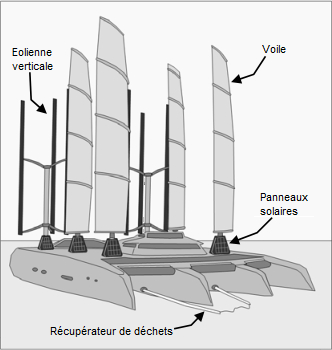 Eolienne
verticale
Voile
Panneaux
solaires
Récupérateur de déchets